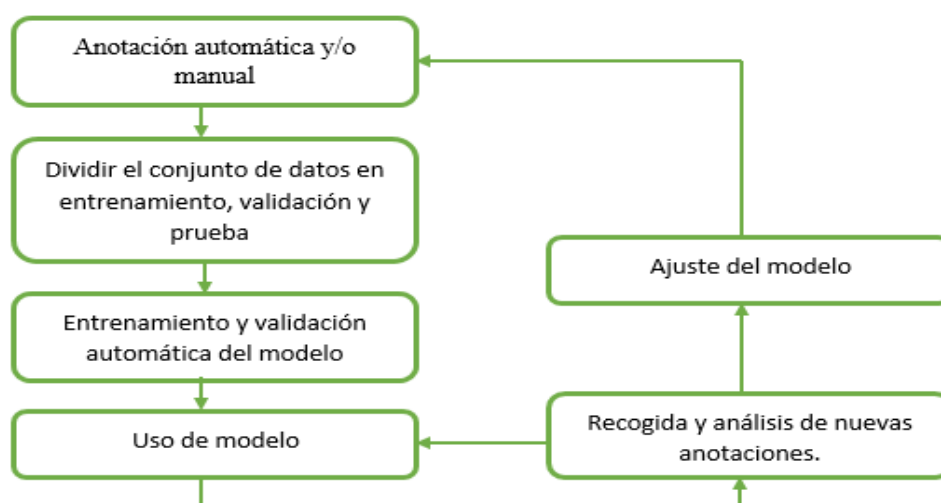 Anotación automática y/o
manual
Dividir el conjunto de datos en
entrenamiento, validación y
prueba
Entrenamiento y validación
automática del modelo
Uso de modelo
Ajuste del modelo
Recogida y análisis de nuevas
anotaciones.